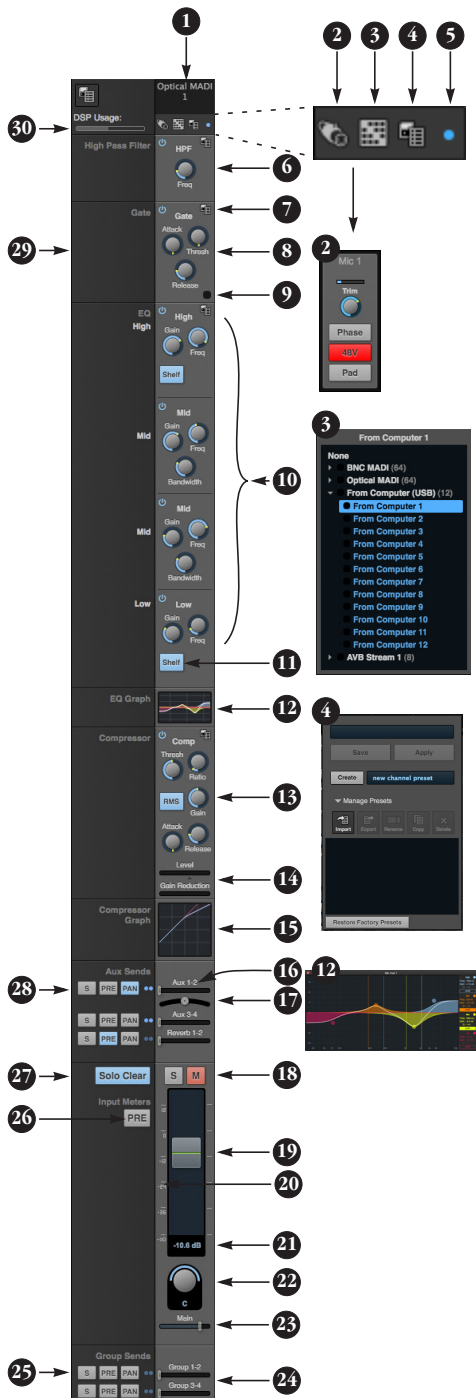 1
2
3
4
5
Optical MADI
1
DSP Usage:
30
High Pass Filter
HPF
Freq
6
7
29
Gate
Gate
Attack
Thresh
Release
8
9
2
Mic 1
Trim
Phase
48V
Pad
EQ
High
High
Gain
Freq
Shelf
Mid
Mid
Gain
Freq
Bandwidth
10
Mid
Mid
Gain
Freq
Bandwidth
Low
Low
Gain
Freq
Shelf
11
3
From Computer 1
None
BNC MADI (64)
Optical MADI (64)
From Computer (USB) (12)
From Computer 1
From Computer 2
From Computer 3
From Computer 4
From Computer 5
From Computer 6
From Computer 7
From Computer 8
From Computer 9
From Computer 10
From Computer 11
From Computer 12
AVB Stream 1 (8)
EQ Graph
12
Compressor
Comp
Thresh
Ratio
RMS
Gain
Attack
Release
13
Level
Gain Reduction
14
4
Save
Apply
Create
new channel preset
Manage Presets
Import
Export
Rename
Copy
Delete
Restore Factory Presets
Compressor
Graph
15
Aux Sends
28
S PRE PAN
Aux 1-2
16
17
S PRE PAN
Aux 3-4
S PRE PAN
Reverb 1-2
12
27
Solo Clear
S M
18
Input Meters
26
PRE
19
20
-10.6 dB
21
C
22
Main
23
Group Sends
25
S PRE PAN
Group 1-2
24
S PRE PAN
Group 3-4